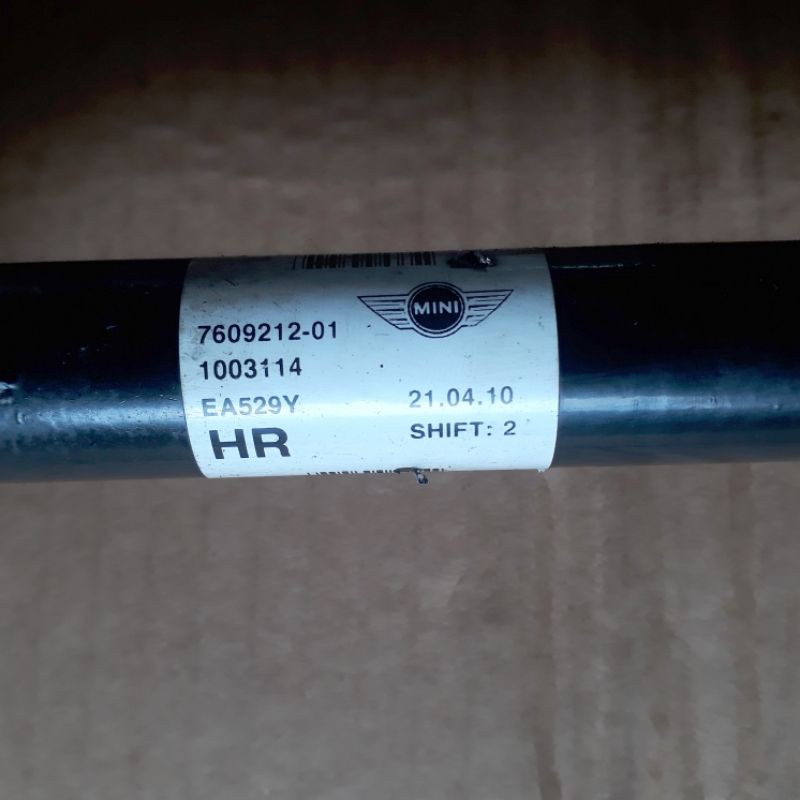 MINI
7609212-01
1003114
EA529Y 21.04.10
HR SHIFT: 2